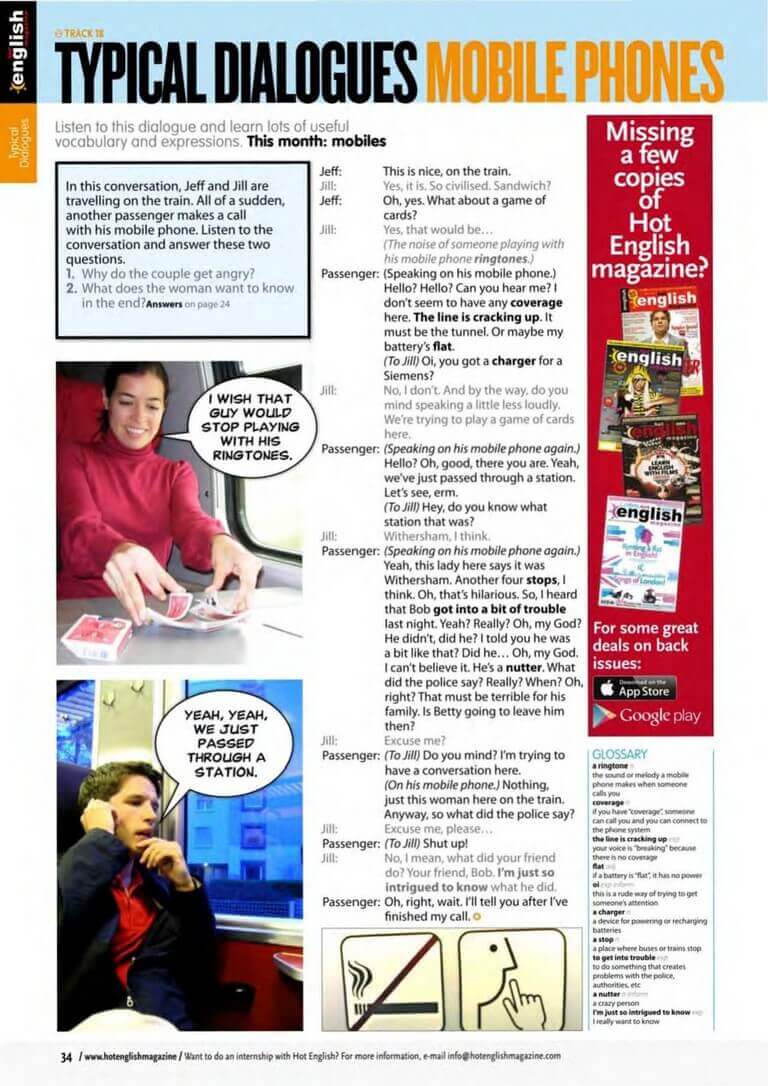 english
Typical
Dialogues
TRACK 18
TYPICAL DIALOGUES MOBILE PHONES
Listen to this dialogue and learn lots of useful
vocabulary and expressions. This month: mobiles
In this conversation, Jeff and Jill are
travelling on the train. All of a sudden,
another passenger makes a call
with his mobile phone. Listen to the
conversation and answer these two
questions.
1. Why do the couple get angry?
2. What does the woman want to know
in the end? Answers on page 24
I WISH THAT
GUY WOULD
STOP PLAYING
WITH HIS
RINGTONES.
YEAH, YEAH,
WE JUST
PASSED
THROUGH A
STATION.
Jeff: This is nice, on the train.
Jill: Yes, it is. So civilised. Sandwich?
Jeff: Oh, yes. What about a game of
cards?
Jill: Yes, that would be…
(The noise of someone playing with
his mobile phone ringtones.)
Passenger: (Speaking on his mobile phone.)
Hello? Hello? Can you hear me? I
don't seem to have any coverage
here. The line is cracking up. It
must be the tunnel. Or maybe my
battery's flat.
(To Jill) Oi, you got a charger for a
Siemens?
Jill: No, I don't. And by the way, do you
mind speaking a little less loudly.
We're trying to play a game of cards
here.
Passenger: (Speaking on his mobile phone again.)
Hello? Oh, good, there you are. Yeah,
we've just passed through a station.
Let's see, erm.
(To Jill) Hey, do you know what
station that was?
Jill: Withersham, I think.
Passenger: (Speaking on his mobile phone again.)
Yeah, this lady here says it was
Withersham. Another four stops, I
think. Oh, that's hilarious. So, I heard
that Bob got into a bit of trouble
last night. Yeah? Really? Oh, my God?
He didn't, did he? I told you he was
a bit like that? Did he… Oh, my God.
I can't believe it. He's a nutter. What
did the police say? Really? When? Oh,
right? That must be terrible for his
family. Is Betty going to leave him
then?
Jill: Excuse me?
Passenger: (To Jill) Do you mind? I'm trying to
have a conversation here.
(On his mobile phone.) Nothing,
just this woman here on the train.
Anyway, so what did the police say?
Jill: Excuse me, please…
Passenger: (To Jill) Shut up!
Jill: No, I mean, what did your friend
do? Your friend, Bob. I'm just so
intrigued to know what he did.
Passenger: Oh, right, wait. I'll tell you after I've
finished my call.
Missing
a few
copies
of
Hot
English
magazine?
english
english
english
LEARN
ENGLISH
WITH FILMS
english
magazine
For some great
deals on back
issues:
Download on the
App Store
Google play
GLOSSARY
a ringtone n
the sound or melody a mobile
phone makes when someone
calls you
coverage n
if you have "coverage", someone
can call you and you can connect to
the phone system
the line is cracking up exp
your voice is "breaking" because
there is no coverage
flat adj
if a battery is "flat", it has no power
oi exp inform
this is a rude way of trying to get
someone's attention
a charger n
a device for powering or recharging
batteries
a stop n
a place where buses or trains stop
to get into trouble exp
to do something that creates
problems with the police,
authorities, etc
a nutter n inform
a crazy person
I'm just so intrigued to know exp
I really want to know
34 / www.hotenglishmagazine / Want to do an internship with Hot English? For more information, e-mail info@hotenglishmagazine.com